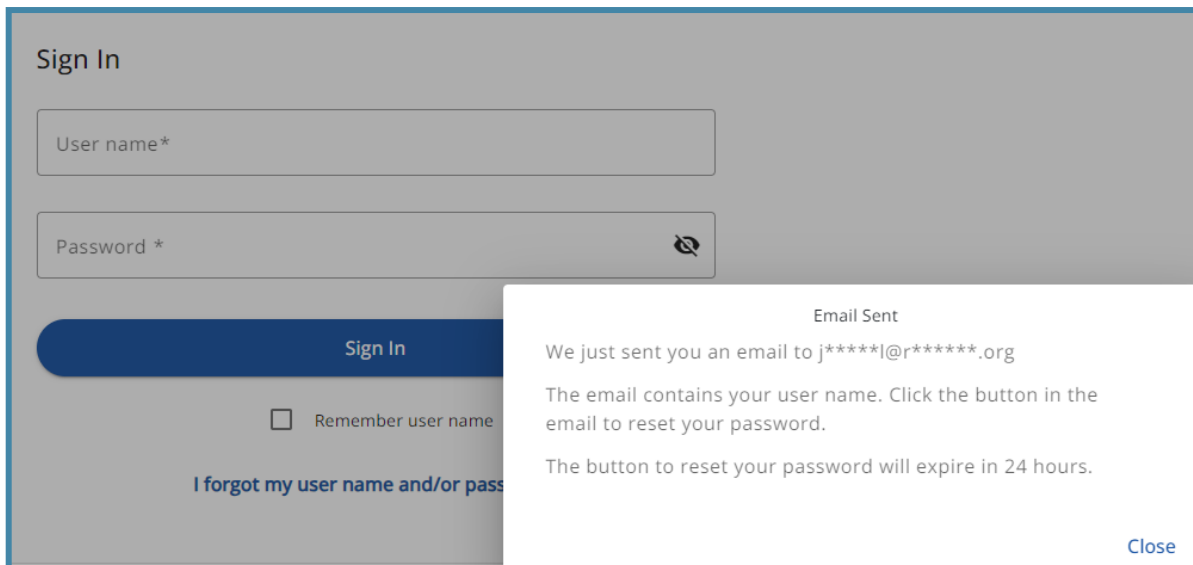 Sign In
User name*
Password *
Sign In
Remember user name
I forgot my user name and/or pass
Email Sent
We just sent you an email to j*****l@r******.org
The email contains your user name. Click the button in the
email to reset your password.
The button to reset your password will expire in 24 hours.
Close